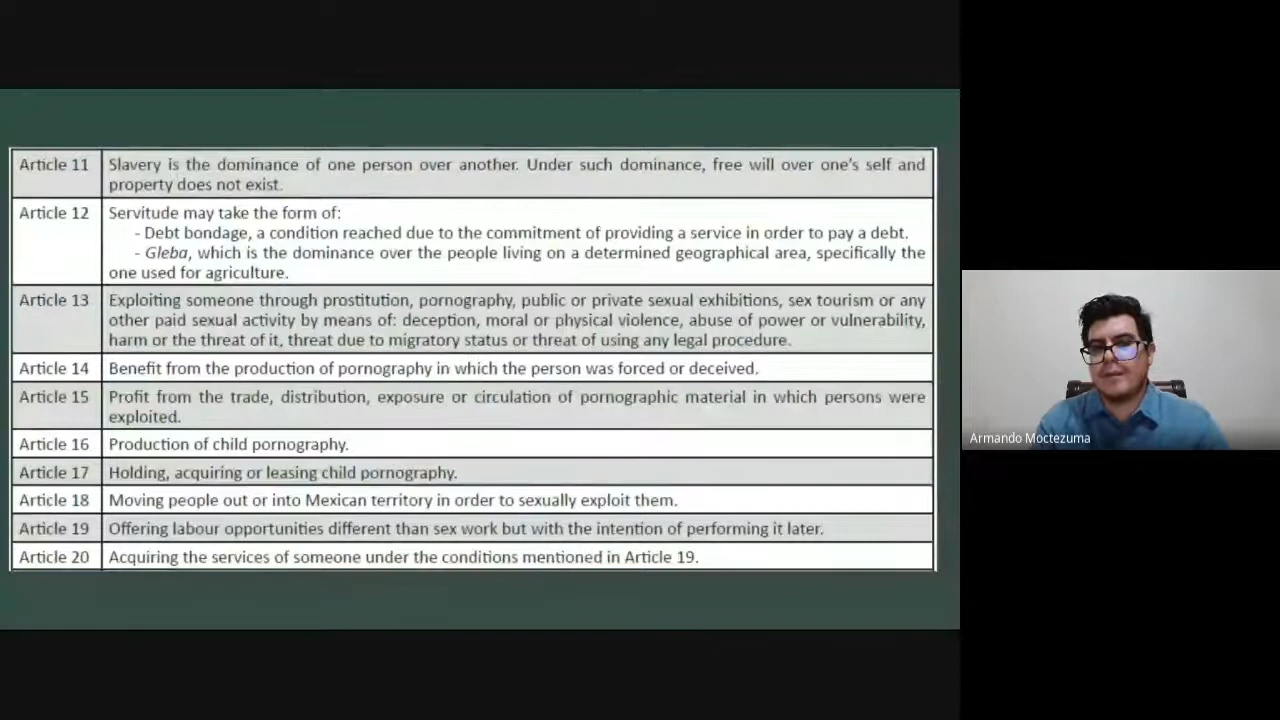 Article 11 Slavery is the dominance of one person over another. Under such dominance, free will over one's self and
property does not exist.
Article 12 Servitude may take the form of:
- Debt bondage, a condition reached due to the commitment of providing a service in order to pay a debt.
- Gleba, which is the dominance over the people living on a determined geographical area, specifically the
one used for agriculture.
Article 13 Exploiting someone through prostitution, pornography, public or private sexual exhibitions, sex tourism or any
other paid sexual activity by means of: deception, moral or physical violence, abuse of power or vulnerability,
harm or the threat of it, threat due to migratory status or threat of using any legal procedure.
Article 14 Benefit from the production of pornography in which the person was forced or deceived.
Article 15 Profit from the trade, distribution, exposure or circulation of pornographic material in which persons were
exploited.
Article 16 Production of child pornography.
Article 17 Holding, acquiring or leasing child pornography.
Article 18 Moving people out or into Mexican territory in order to sexually exploit them.
Article 19 Offering labour opportunities different than sex work but with the intention of performing it later.
Article 20 Acquiring the services of someone under the conditions mentioned in Article 19.
Armando Moctezuma